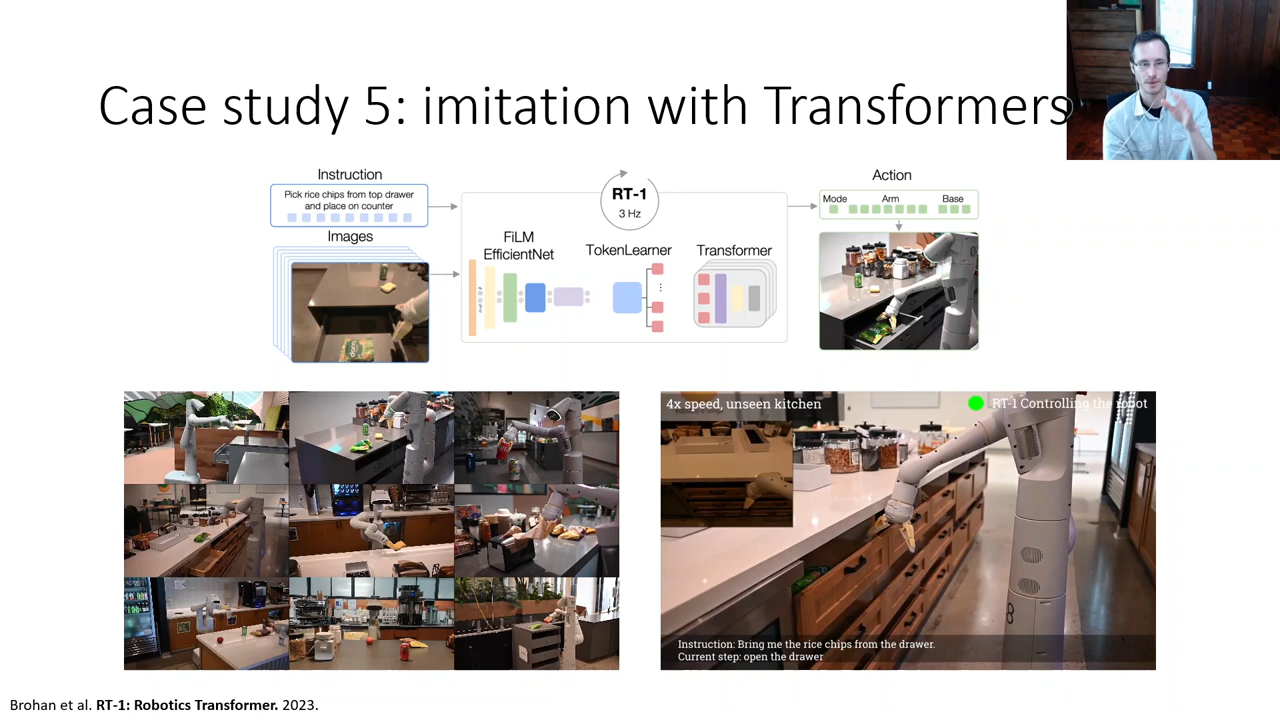 Case study 5: imitation with Transformers
Instruction
Pick rice chips from top drawer
and place on counter
Images
RT-1
3 Hz
FiLM
EfficientNet
TokenLearner
Transformer
Action
Mode
Arm
Base
4x speed, unseen kitchen
RT-1 Controlling the robot
Instruction: Bring me the rice chips from the drawer.
Current step: open the drawer
8
Brohan et al. RT-1: Robotics Transformer. 2023.